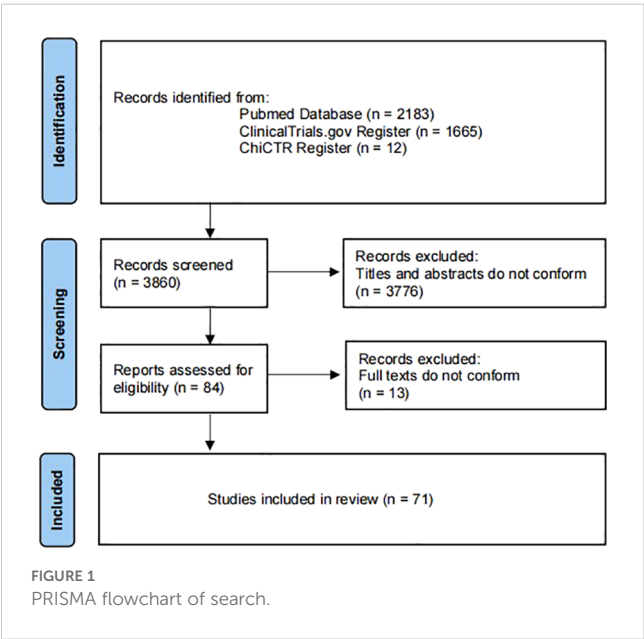 Identification
Records identified from:
Pubmed Database (n = 2183)
ClinicalTrials.gov Register (n = 1665)
ChiCTR Register (n = 12)
Screening
Records screened
(n = 3860)
Records excluded:
Titles and abstracts do not conform
(n = 3776)
Reports assessed for
eligibility (n = 84)
Records excluded:
Full texts do not conform
(n = 13)
Included
Studies included in review (n = 71)
FIGURE 1
PRISMA flowchart of search.